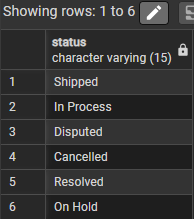 Showing rows: 1 to 6
status
character varying (15)
1 Shipped
2 In Process
3 Disputed
4 Cancelled
5 Resolved
6 On Hold